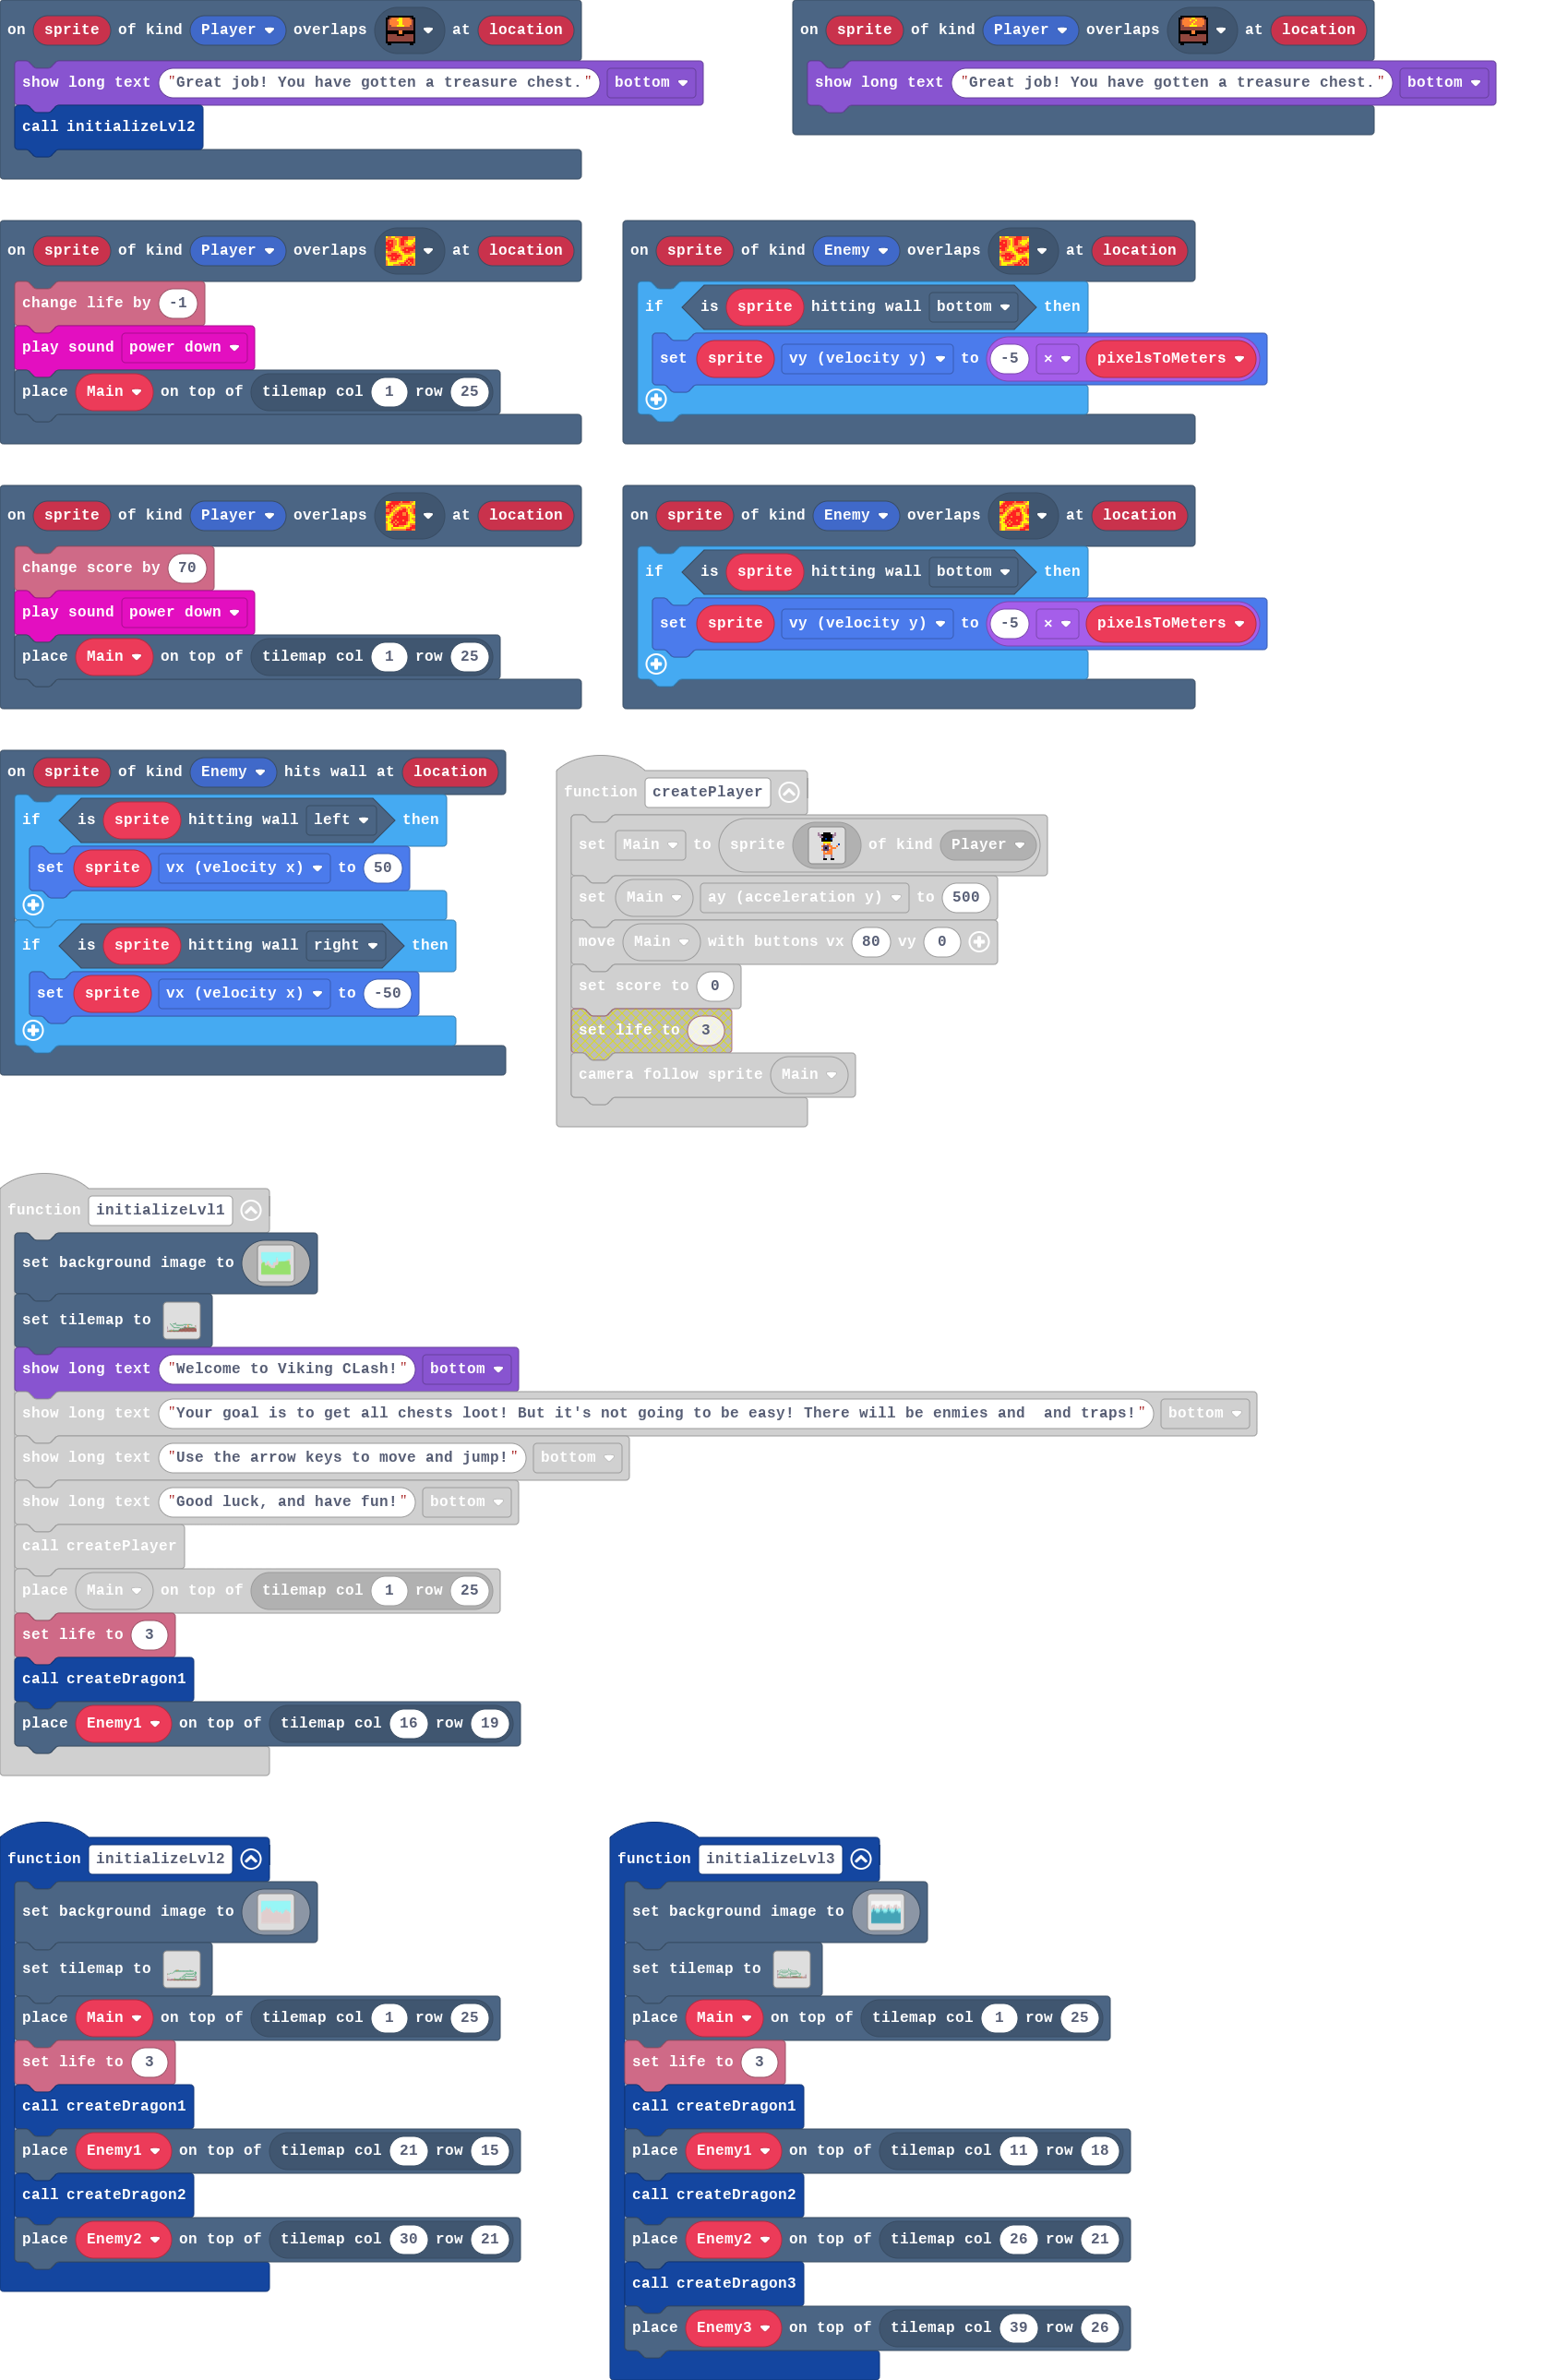 on sprite of kind Player overlaps 1 at location
show long text "Great job! You have gotten a treasure chest." bottom
call initializeLvl2
on sprite of kind Player overlaps 2 at location
show long text "Great job! You have gotten a treasure chest." bottom
on sprite of kind Player overlaps at location
change life by -1
play sound power down
place Main on top of tilemap col 1 row 25
on sprite of kind Enemy overlaps at location
if is sprite hitting wall bottom then
set sprite vy (velocity y) to -5 × pixelsToMeters
on sprite of kind Player overlaps at location
change score by 70
play sound power down
place Main on top of tilemap col 1 row 25
on sprite of kind Enemy overlaps at location
if is sprite hitting wall bottom then
set sprite vy (velocity y) to -5 × pixelsToMeters
on sprite of kind Enemy hits wall at location
if is sprite hitting wall left then
set sprite vx (velocity x) to 50
if is sprite hitting wall right then
set sprite vx (velocity x) to -50
function createPlayer
set Main to sprite of kind Player
set Main ay (acceleration y) to 500
move Main with buttons vx 80 vy 0
set score to 0
set life to 3
camera follow sprite Main
function initializeLvl1
set background image to
set tilemap to
show long text "Welcome to Viking CLash!" bottom
show long text "Your goal is to get all chests loot! But it's not going to be easy! There will be enmies and  and traps!" bottom
show long text "Use the arrow keys to move and jump!" bottom
show long text "Good luck, and have fun!" bottom
call createPlayer
place Main on top of tilemap col 1 row 25
set life to 3
call createDragon1
place Enemy1 on top of tilemap col 16 row 19
function initializeLvl2
set background image to
set tilemap to
place Main on top of tilemap col 1 row 25
set life to 3
call createDragon1
place Enemy1 on top of tilemap col 21 row 15
call createDragon2
place Enemy2 on top of tilemap col 30 row 21
function initializeLvl3
set background image to
set tilemap to
place Main on top of tilemap col 1 row 25
set life to 3
call createDragon1
place Enemy1 on top of tilemap col 11 row 18
call createDragon2
place Enemy2 on top of tilemap col 26 row 21
call createDragon3
place Enemy3 on top of tilemap col 39 row 26